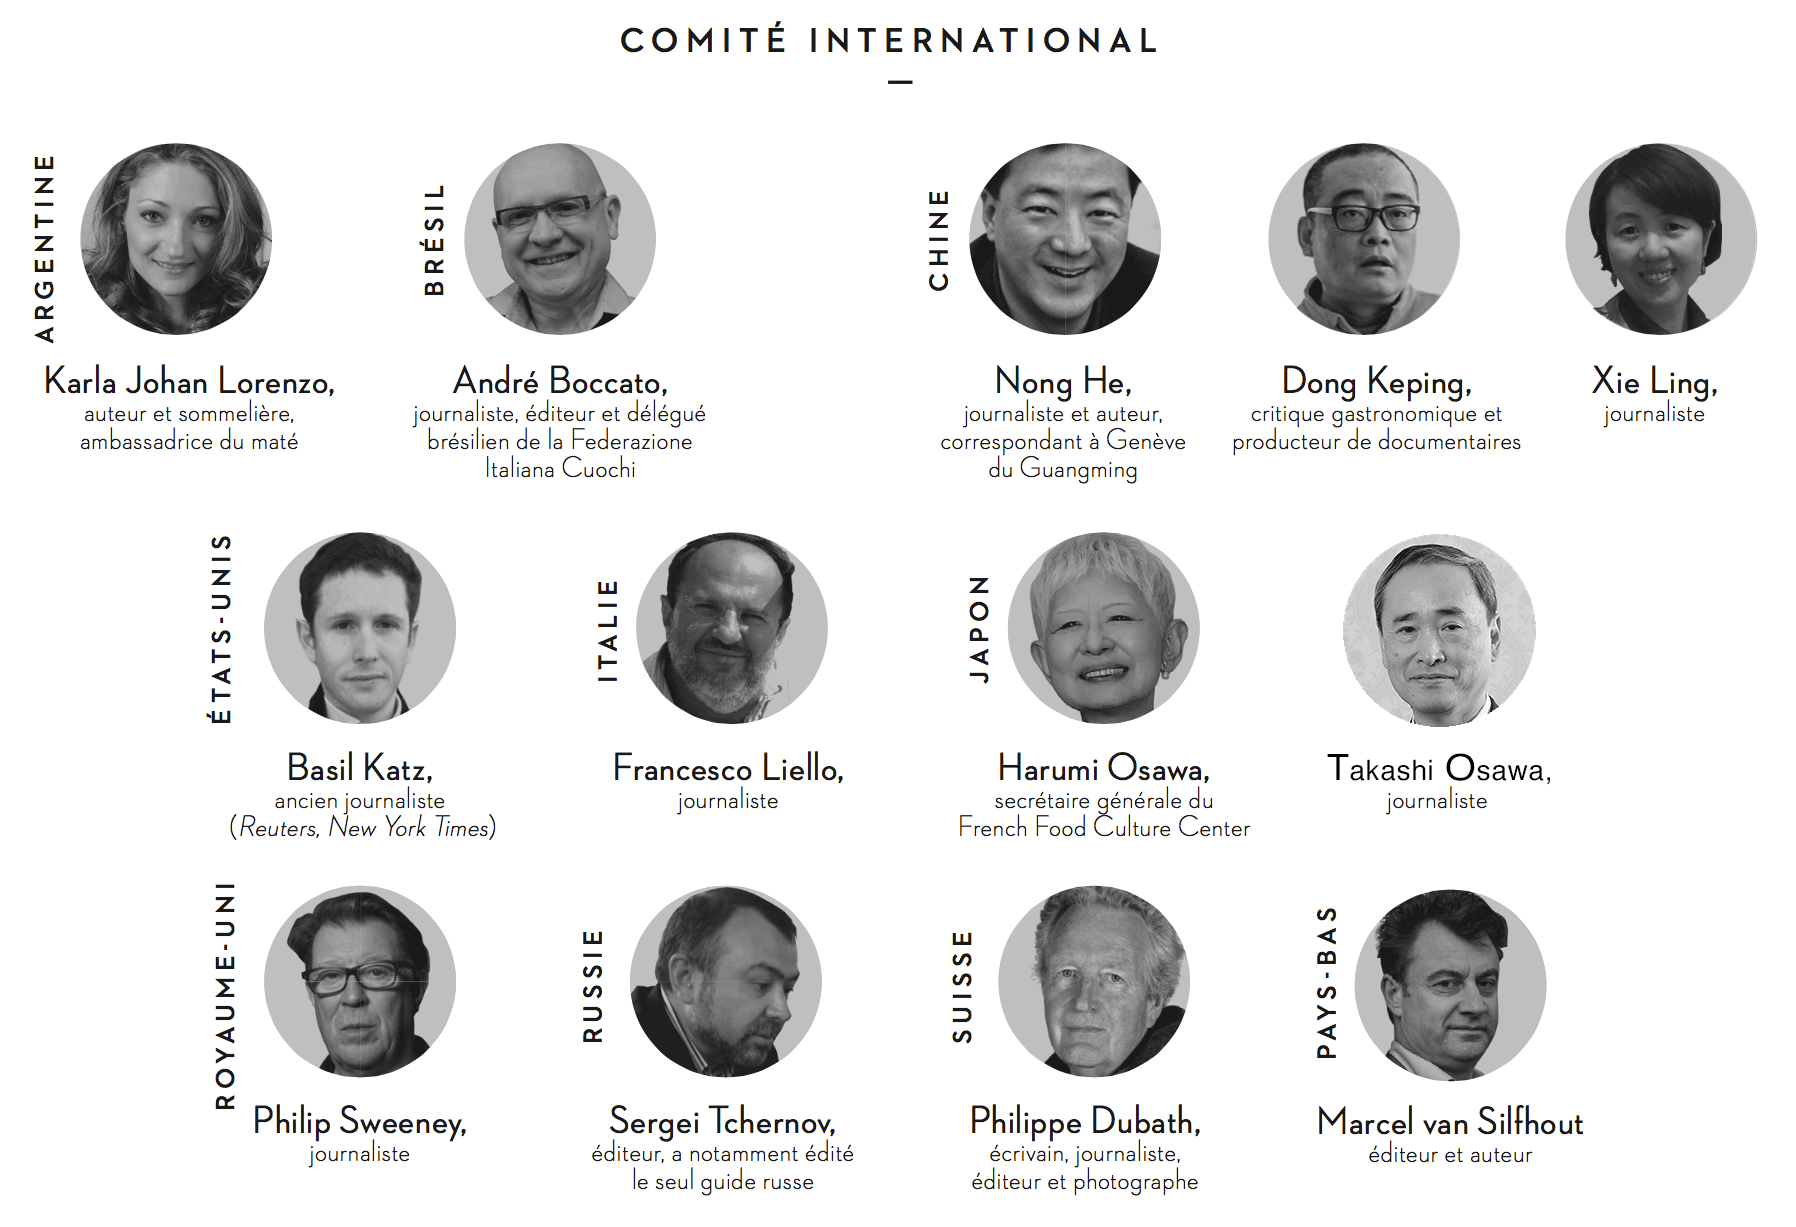 COMITÉ INTERNATIONAL
ARGENTINE
Karla Johan Lorenzo,
auteur et sommelière,
ambassadrice du maté
BRÉSIL
André Boccato,
journaliste, éditeur et délégué
brésilien de la Federazione
Italiana Cuochi
CHINE
Nong He,
journaliste et auteur,
correspondant à Genève
du Guangming
Dong Keping,
critique gastronomique et
producteur de documentaires
Xie Ling,
journaliste
ÉTATS-UNIS
Basil Katz,
ancien journaliste
(Reuters, New York Times)
ITALIE
Francesco Liello,
journaliste
JAPON
Harumi Osawa,
secrétaire générale du
French Food Culture Center
Takashi Osawa,
journaliste
ROYAUME-UNI
Philip Sweeney,
journaliste
RUSSIE
Sergei Tchernov,
éditeur, a notamment édité
le seul guide russe
SUISSE
Philippe Dubath,
écrivain, journaliste,
éditeur et photographe
PAYS-BAS
Marcel van Silfhout
éditeur et auteur